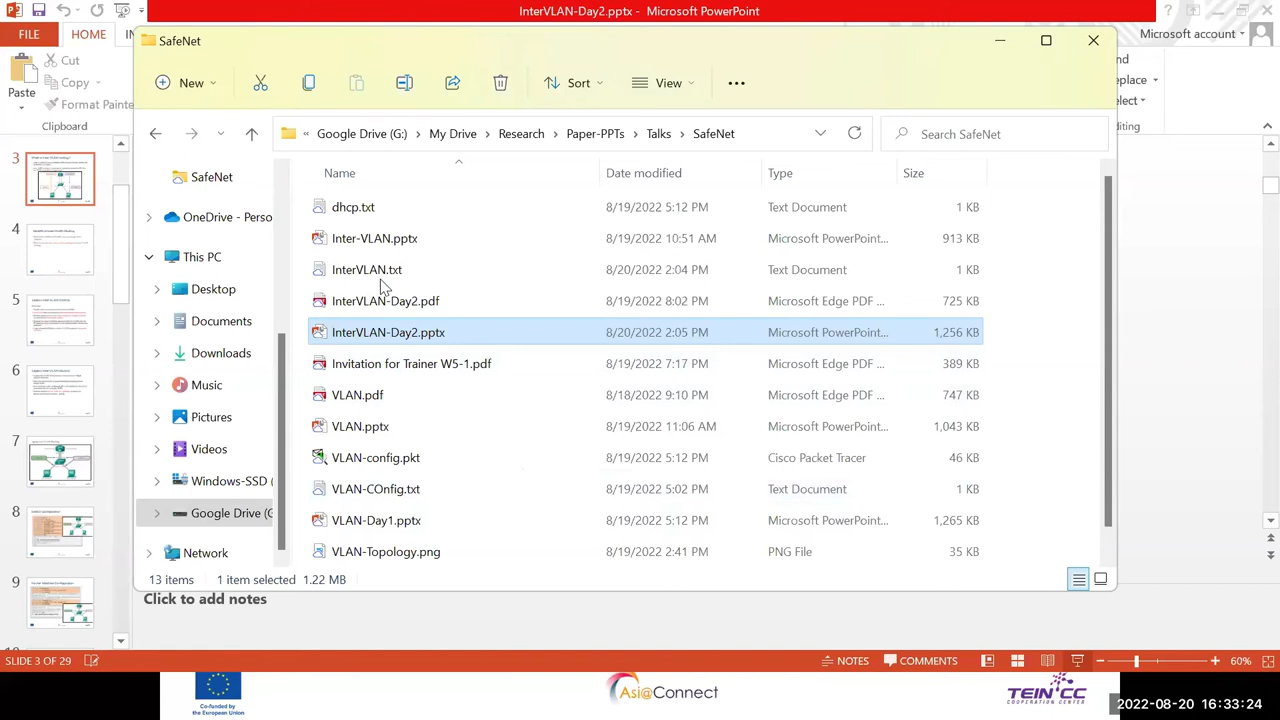 InterVLAN-Day2.pptx - Microsoft PowerPoint
FILE HOME IN
Microsoft account
SafeNet
Cut
Copy
Format Painte
Paste
Clipboard
New
Sort
View
nd
eplace
elect
diting
Google Drive (G:) My Drive Research Paper-PPTs Talks SafeNet
Search SafeNet
Name Date modified Type Size
SafeNet
OneDrive - Perso
This PC
Desktop
Documents
Downloads
Music
Pictures
Videos
Windows-SSD (
Google Drive (G
Network
dhcp.txt 8/19/2022 5:12 PM Text Document 1 KB
Inter-VLAN.pptx 8/19/2022 10:51 AM Microsoft PowerPoint... 913 KB
InterVLAN.txt 8/20/2022 2:04 PM Text Document 1 KB
InterVLAN-Day2.pdf 8/19/2022 8:02 PM Microsoft Edge PDF ... 725 KB
InterVLAN-Day2.pptx 8/20/2022 2:05 PM Microsoft PowerPoint... 1,256 KB
Invitation for Trainer W5-1.pdf 8/8/2022 7:17 PM Microsoft Edge PDF ... 389 KB
VLAN.pdf 8/18/2022 9:10 PM Microsoft Edge PDF ... 747 KB
VLAN.pptx 8/19/2022 11:06 AM Microsoft PowerPoint... 1,043 KB
VLAN-config.pkt 8/19/2022 5:12 PM Cisco Packet Tracer 46 KB
VLAN-COnfig.txt 8/19/2022 5:02 PM Text Document 1 KB
VLAN-Day1.pptx 8/19/2022 5:12 PM Microsoft PowerPoint... 1,265 KB
VLAN-Topology.png 8/19/2022 2:41 PM PNG File 35 KB
13 items 1 item selected 1.22 MB
3
4
5
6
7
8
9
Click to add notes
SLIDE 3 OF 29
NOTES COMMENTS 60%
Co-funded by
the European Union
Asi@Connect
TEIN*CC
COOPERATION CENTER
2022-08-20 16:33:24